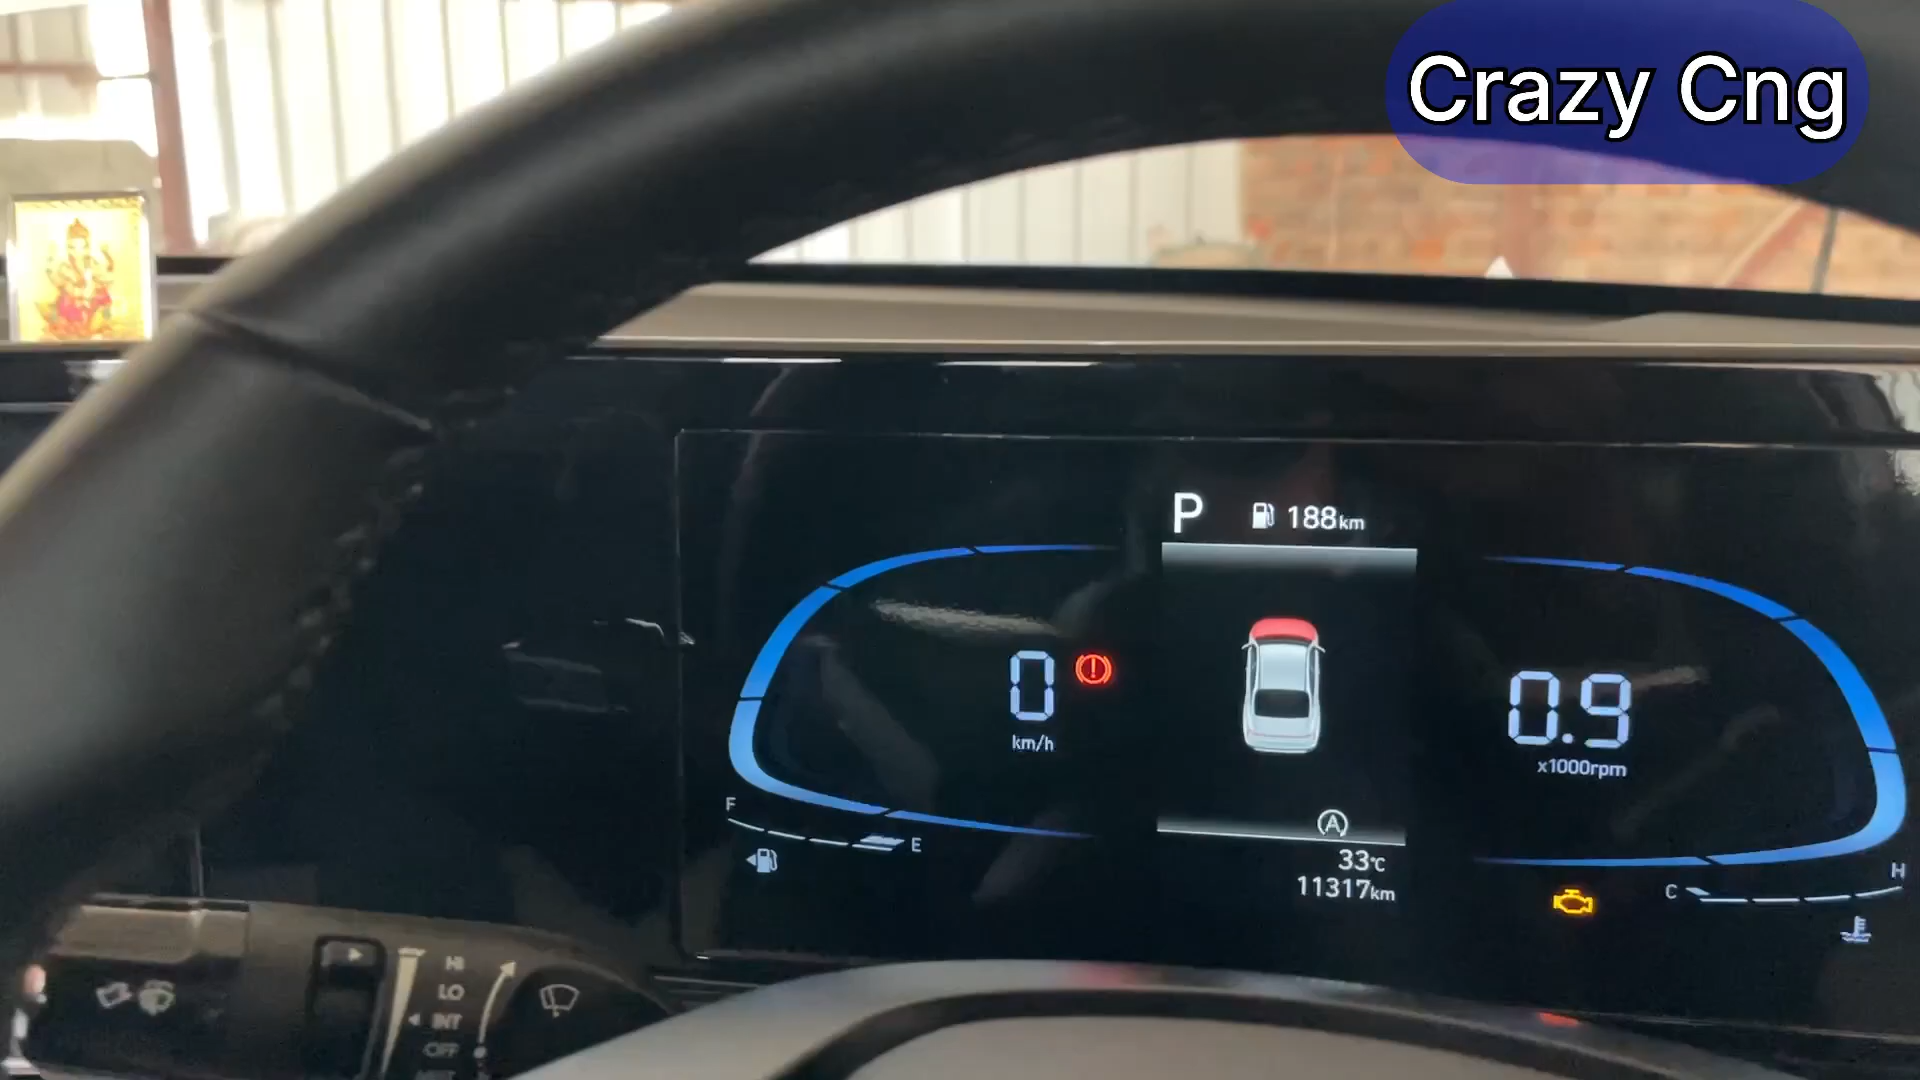 Crazy Cng
P 188km
0
km/h
0.9
x1000rpm
F
E
33°C
11317km
C
H
A
HI
LO
INT
OFF